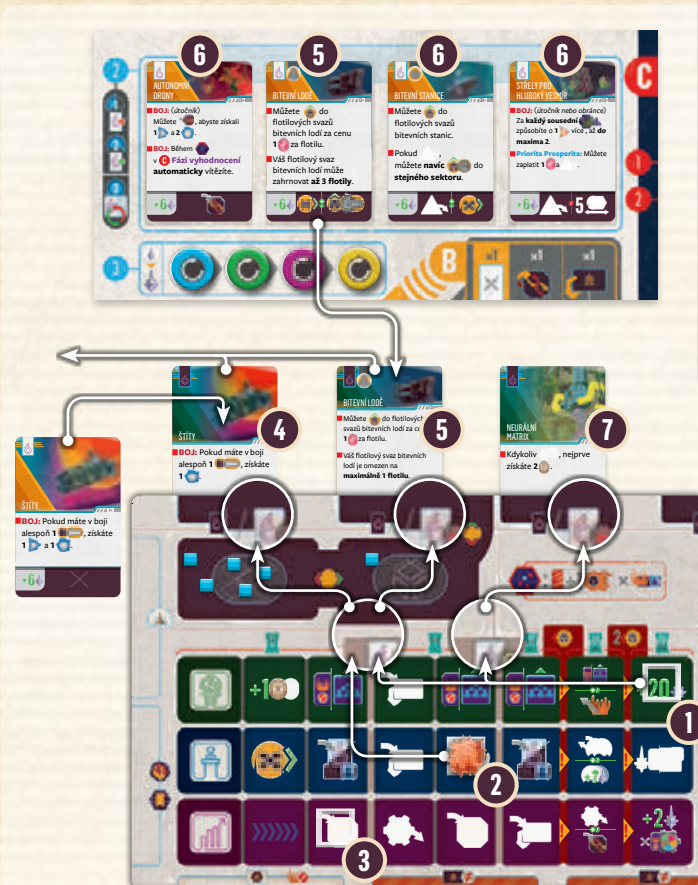 6
5
6
6
2
AUTONOMNÍ
DRONY
BOJ: (útočník)
Můžete , abyste získali
1 a 2 .
BOJ: Během
v C Fázi vyhodnocení
automaticky vítězíte.
+6
BITEVNÍ LODĚ
Můžete do
flotilových svazů
bitevních lodí za cenu
1 za flotilu.
Váš flotilový svaz
bitevních lodí může
zahrnovat až 3 flotily.
+6
BITEVNÍ STANICE
Můžete do
flotilových svazů
bitevních stanic.
Pokud ,
můžete navíc do
stejného sektoru.
+6
STŘELY PRO
HLUBOKÝ VESMÍR
BOJ: (útočník nebo obránce)
Za každý sousední ,
způsobíte o 1 více , až do
maxima 2.
Priorita Prosperita: Můžete
zaplatit 1 a .
+6
5
C
1
2
3
B
x1
x1
x1
ŠTÍTY
BOJ: Pokud máte v boji
alespoň 1 , získáte
1 .
4
BITEVNÍ LODĚ
Můžete do flotilových
svazů bitevních lodí za
1 za flotilu.
Váš flotilový svaz bitevních
lodí je omezen na
maximálně 1 flotilu.
5
NEURÁLNÍ
MATRIX
Kdykoliv , nejprve
získáte 2 .
7
ŠTÍTY
BOJ: Pokud máte v boji
alespoň 1 , získáte
1 a 1 .
+6
2
+1
+20
1
2
+2
3